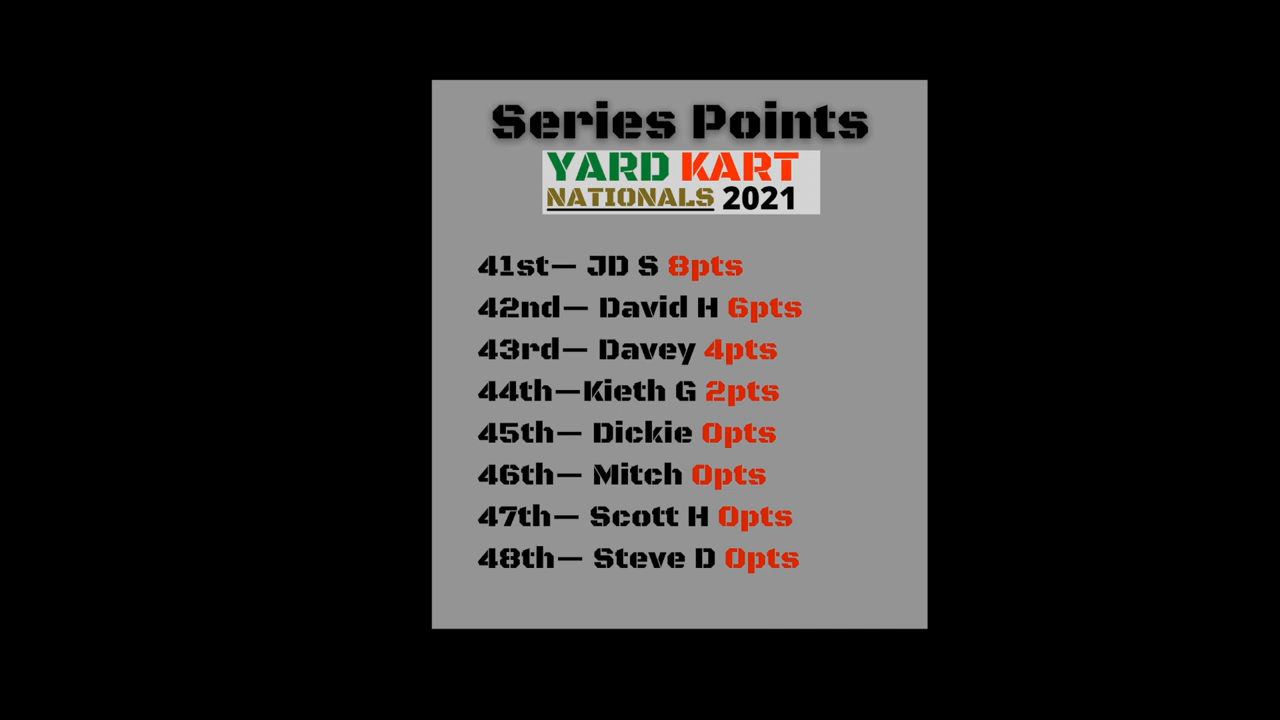 Series Points
YARD KART
NATIONALS 2021
41st— JD S 8pts
42nd— David H 6pts
43rd— Davey 4pts
44th—Kieth G 2pts
45th— Dickie 0pts
46th— Mitch 0pts
47th— Scott H 0pts
48th— Steve D 0pts